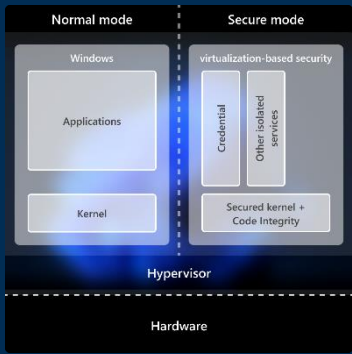 Normal mode
Secure mode
Windows
virtualization-based security
Applications
Credential
Other isolated
services
Kernel
Secured kernel +
Code Integrity
Hypervisor
Hardware